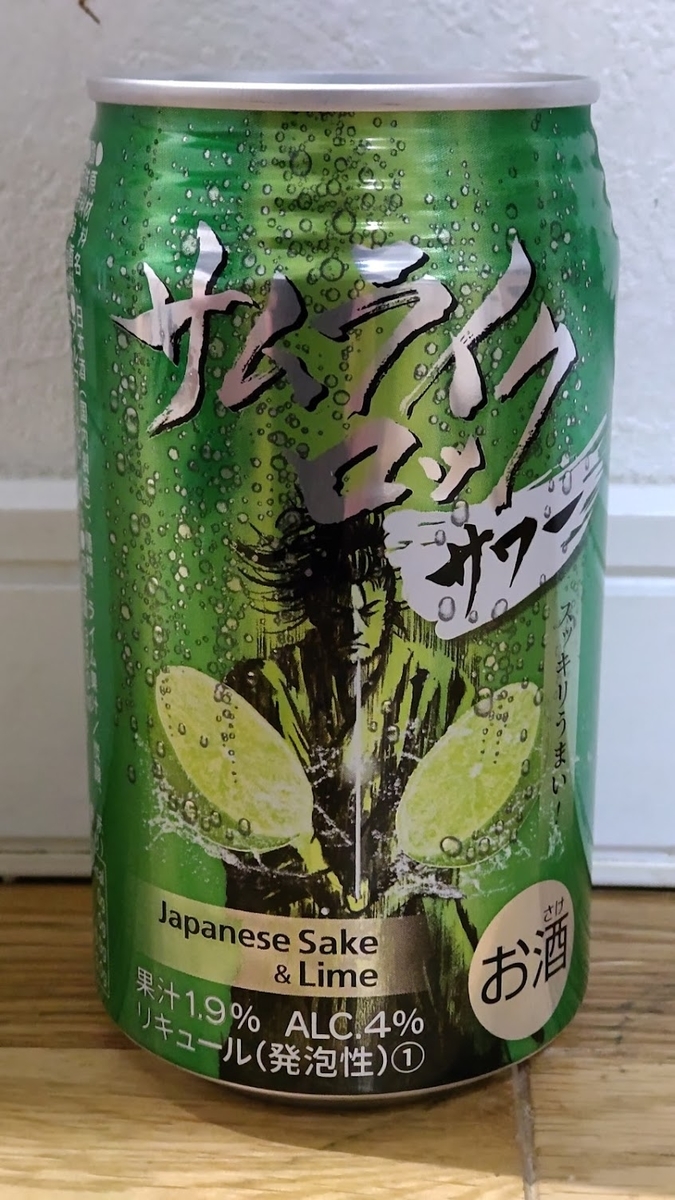 サムライ
ロック
サワー
スッキリうまい!
Japanese Sake
& Lime
さけ
お酒
果汁1.9% ALC.4%
リキュール(発泡性)①